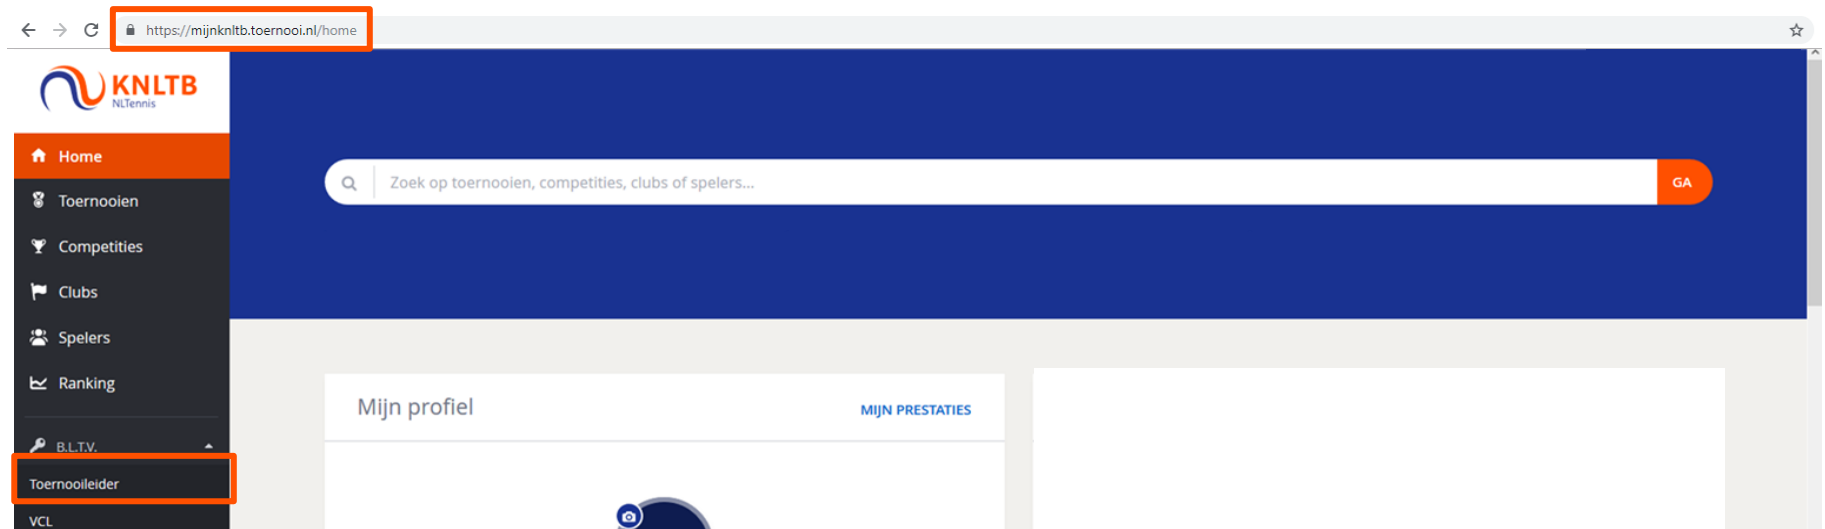 https://mijnknltb.toernooi.nl/home
KNLTB
NLTennis
Home
Toernooien
Competities
Clubs
Spelers
Ranking
B.L.T.V.
Toernooileider
VCL
Zoek op toernooien, competities, clubs of spelers...
GA
Mijn profiel
MIJN PRESTATIES